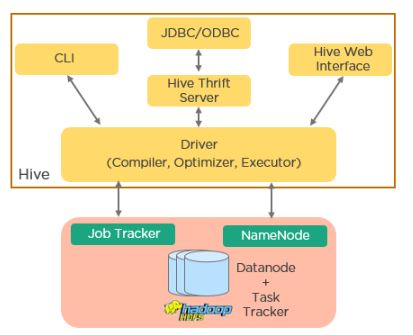 JDBC/ODBC
CLI
Hive Web
Interface
Hive Thrift
Server
Driver
(Compiler, Optimizer, Executor)
Hive
Job Tracker
NameNode
Datanode
+
Task
Tracker
hadoop
HDFS